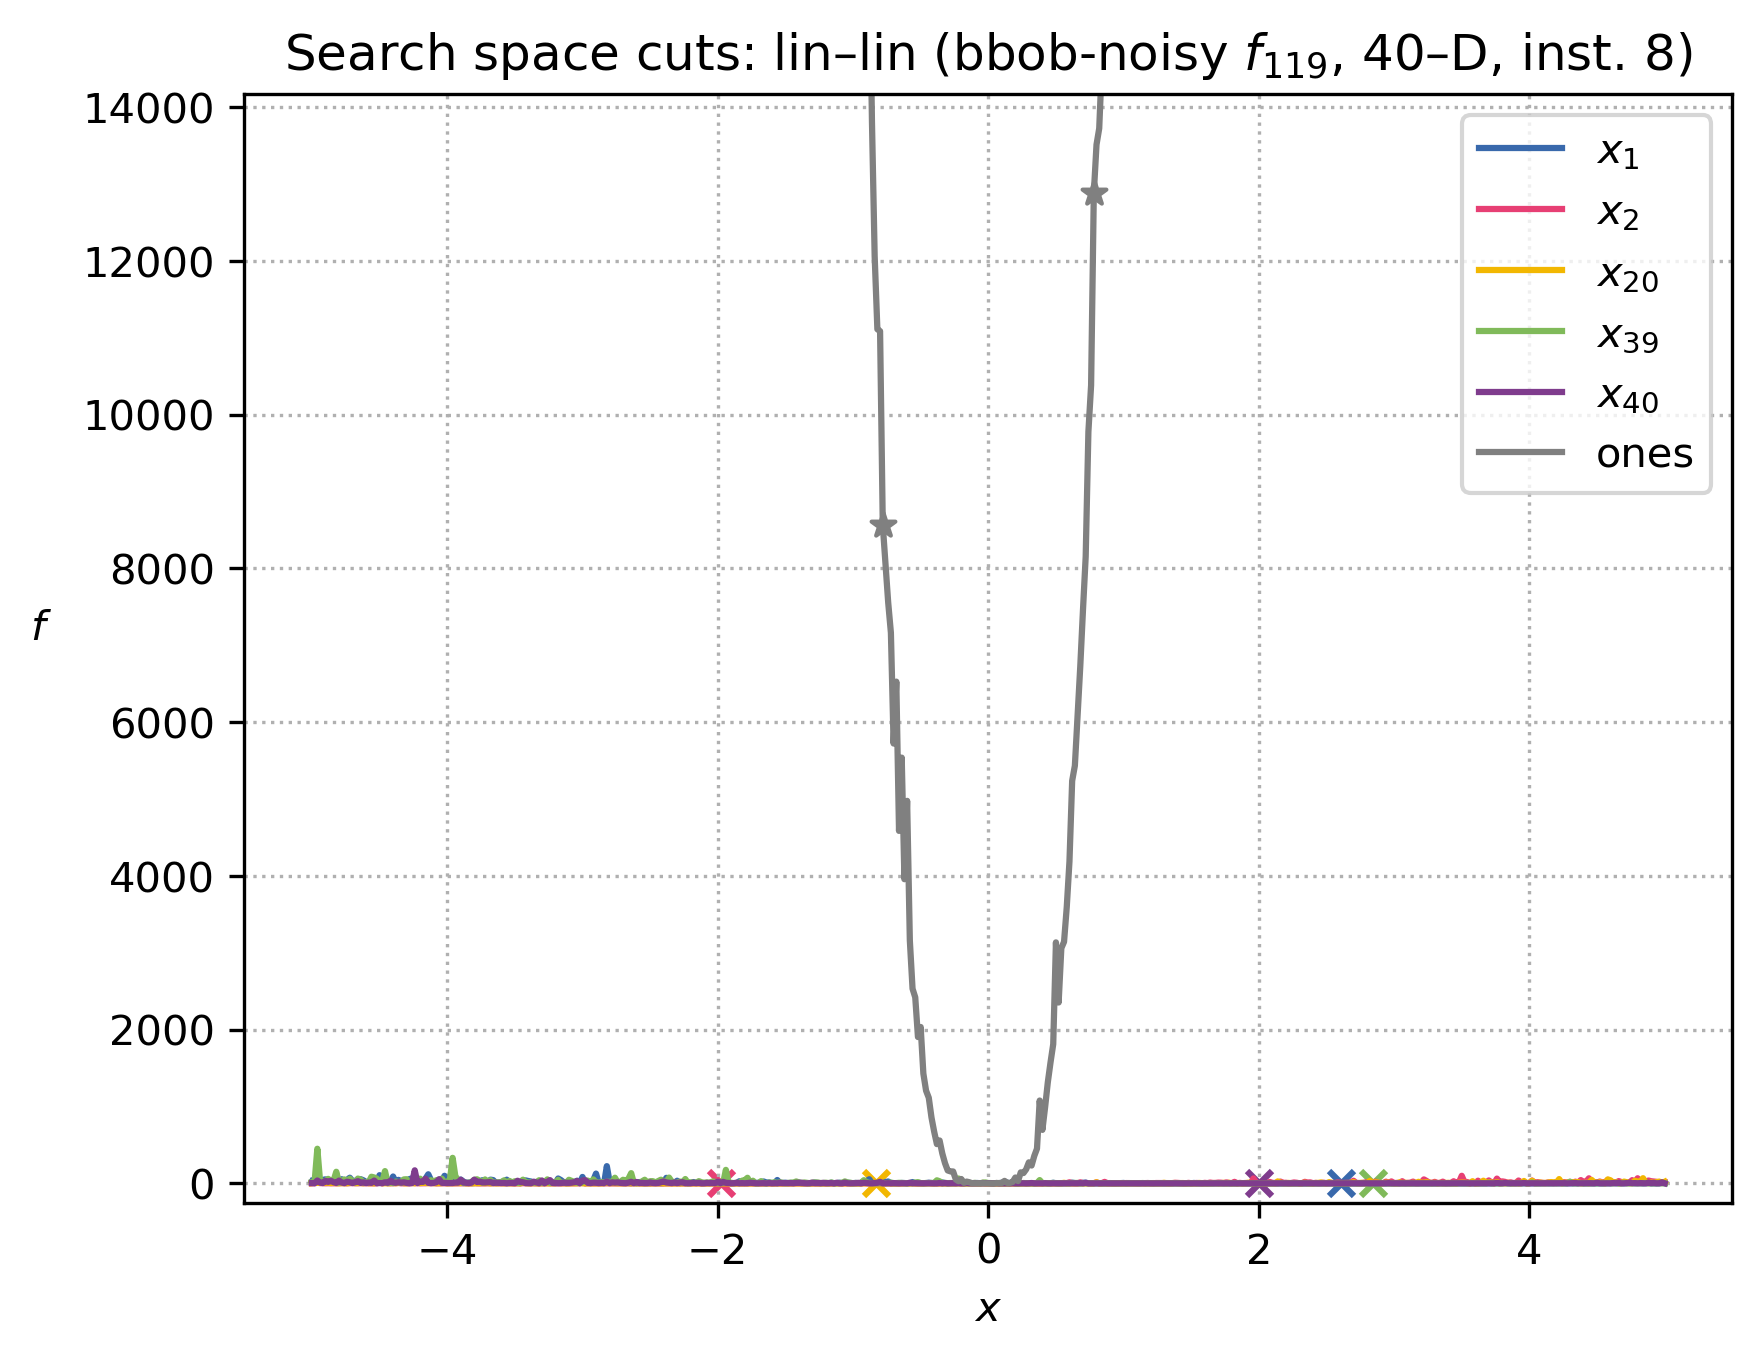 Search space cuts: lin–lin (bbob-noisy f₁₁₉, 40–D, inst. 8)
14000
12000
10000
8000
6000
4000
2000
0
f
−4
−2
0
2
4
x
x₁
x₂
x₂₀
x₃₉
x₄₀
ones